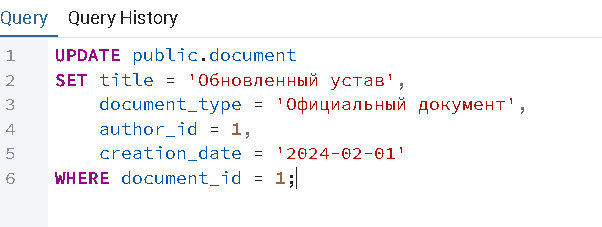 Query Query History
1 UPDATE public.document
2 SET title = 'Обновленный устав',
3 document_type = 'Официальный документ',
4 author_id = 1,
5 creation_date = '2024-02-01'
6 WHERE document_id = 1;